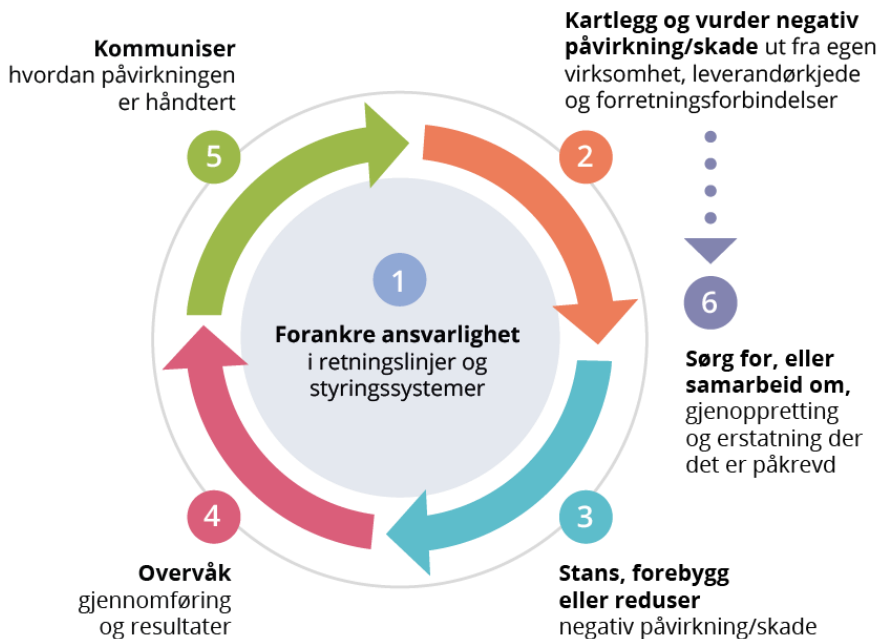 1
Forankre ansvarlighet
i retningslinjer og
styringssystemer
2
Kartlegg og vurder negativ
påvirkning/skade ut fra egen
virksomhet, leverandørkjede
og forretningsforbindelser
3
Stans, forebygg
eller reduser
negativ påvirkning/skade
4
Overvåk
gjennomføring
og resultater
5
Kommuniser
hvordan påvirkningen
er håndtert
6
Sørg for, eller
samarbeid om,
gjenoppretting
og erstatning der
det er påkrevd